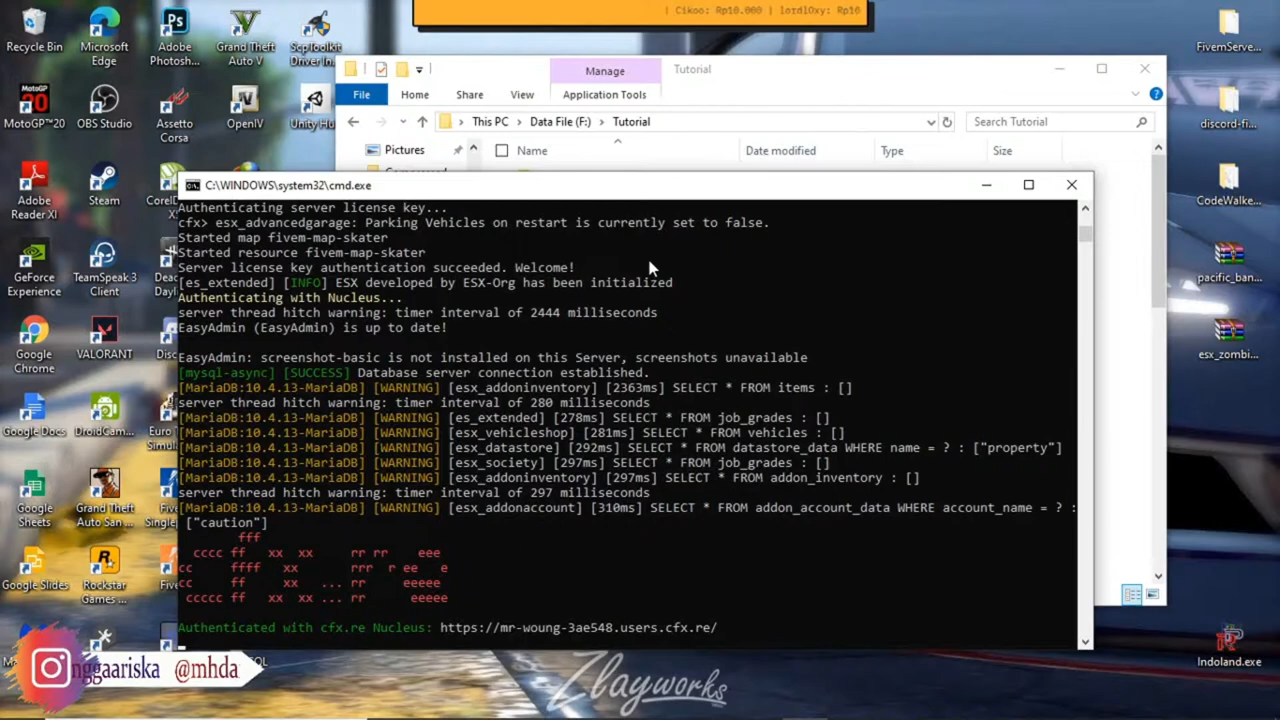 | Cikoo: Rp10.000 | lordlOxy: Rp10
Recycle Bin
Microsoft
Edge
Adobe
Photosh...
Grand Theft
Auto V
ScpToolkit
Driver In...
MotoGP™20
OBS Studio
Assetto
Corsa
OpenIV
Unity Hu
Adobe
Reader XI
Steam
GeForce
Experience
TeamSpeak 3
Client
Google
Chrome
VALORANT
Google Docs
DroidCam...
Google
Sheets
Grand Theft
Auto San ...
Google Slides
Rockstar
Games ...
Manage
Tutorial
File
Home
Share
View
Application Tools
This PC > Data File (F:) > Tutorial
Search Tutorial
Pictures
Name
Date modified
Type
Size
C:\WINDOWS\system32\cmd.exe
Authenticating server license key...
cfx> esx_advancedgarage: Parking Vehicles on restart is currently set to false.
Started map fivem-map-skater
Started resource fivem-map-skater
Server license key authentication succeeded. Welcome!
[es_extended] [INFO] ESX developed by ESX-Org has been initialized
Authenticating with Nucleus...
server thread hitch warning: timer interval of 2444 milliseconds
EasyAdmin (EasyAdmin) is up to date!
EasyAdmin: screenshot-basic is not installed on this Server, screenshots unavailable
[mysql-async] [SUCCESS] Database server connection established.
[MariaDB:10.4.13-MariaDB] [WARNING] [esx_addoninventory] [2363ms] SELECT * FROM items : []
server thread hitch warning: timer interval of 280 milliseconds
[MariaDB:10.4.13-MariaDB] [WARNING] [es_extended] [278ms] SELECT * FROM job_grades : []
[MariaDB:10.4.13-MariaDB] [WARNING] [esx_vehicleshop] [281ms] SELECT * FROM vehicles : []
[MariaDB:10.4.13-MariaDB] [WARNING] [esx_datastore] [292ms] SELECT * FROM datastore_data WHERE name = ? : ["property"]
[MariaDB:10.4.13-MariaDB] [WARNING] [esx_society] [297ms] SELECT * FROM job_grades : []
[MariaDB:10.4.13-MariaDB] [WARNING] [esx_addoninventory] [297ms] SELECT * FROM addon_inventory : []
server thread hitch warning: timer interval of 297 milliseconds
[MariaDB:10.4.13-MariaDB] [WARNING] [esx_addonaccount] [310ms] SELECT * FROM addon_account_data WHERE account_name = ? :
["caution"]
fff
cccc ff xx xx rr rr eee
cc ffff xx rrr r ee e
cc ff xx ... rr eeeee
ccccc ff xx xx ... rr eeeee
Authenticated with cfx.re Nucleus: https://mr-woung-3ae548.users.cfx.re/
FivemServe...
discord-fi...
CodeWalke...
pacific_ban...
esx_zombi...
Indoland.exe
nggaariska @mhda
Zlayworks